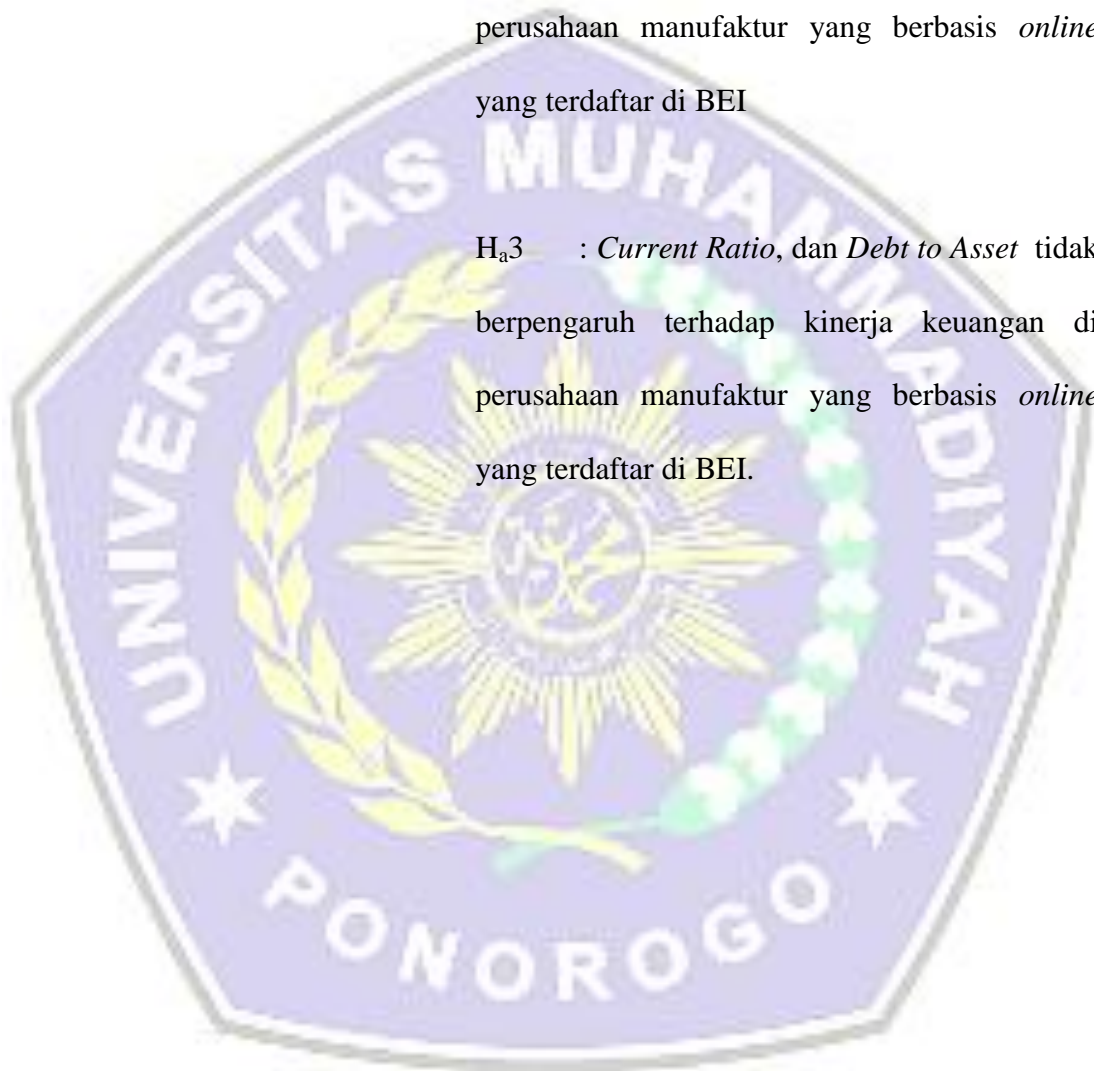 perusahaan manufaktur yang berbasis online
yang terdaftar di BEI
Ha3 : Current Ratio, dan Debt to Asset tidak
berpengaruh terhadap kinerja keuangan di
perusahaan manufaktur yang berbasis online
yang terdaftar di BEI.
UNIVERSITAS MUHAMMADIYAH
PONOROGO